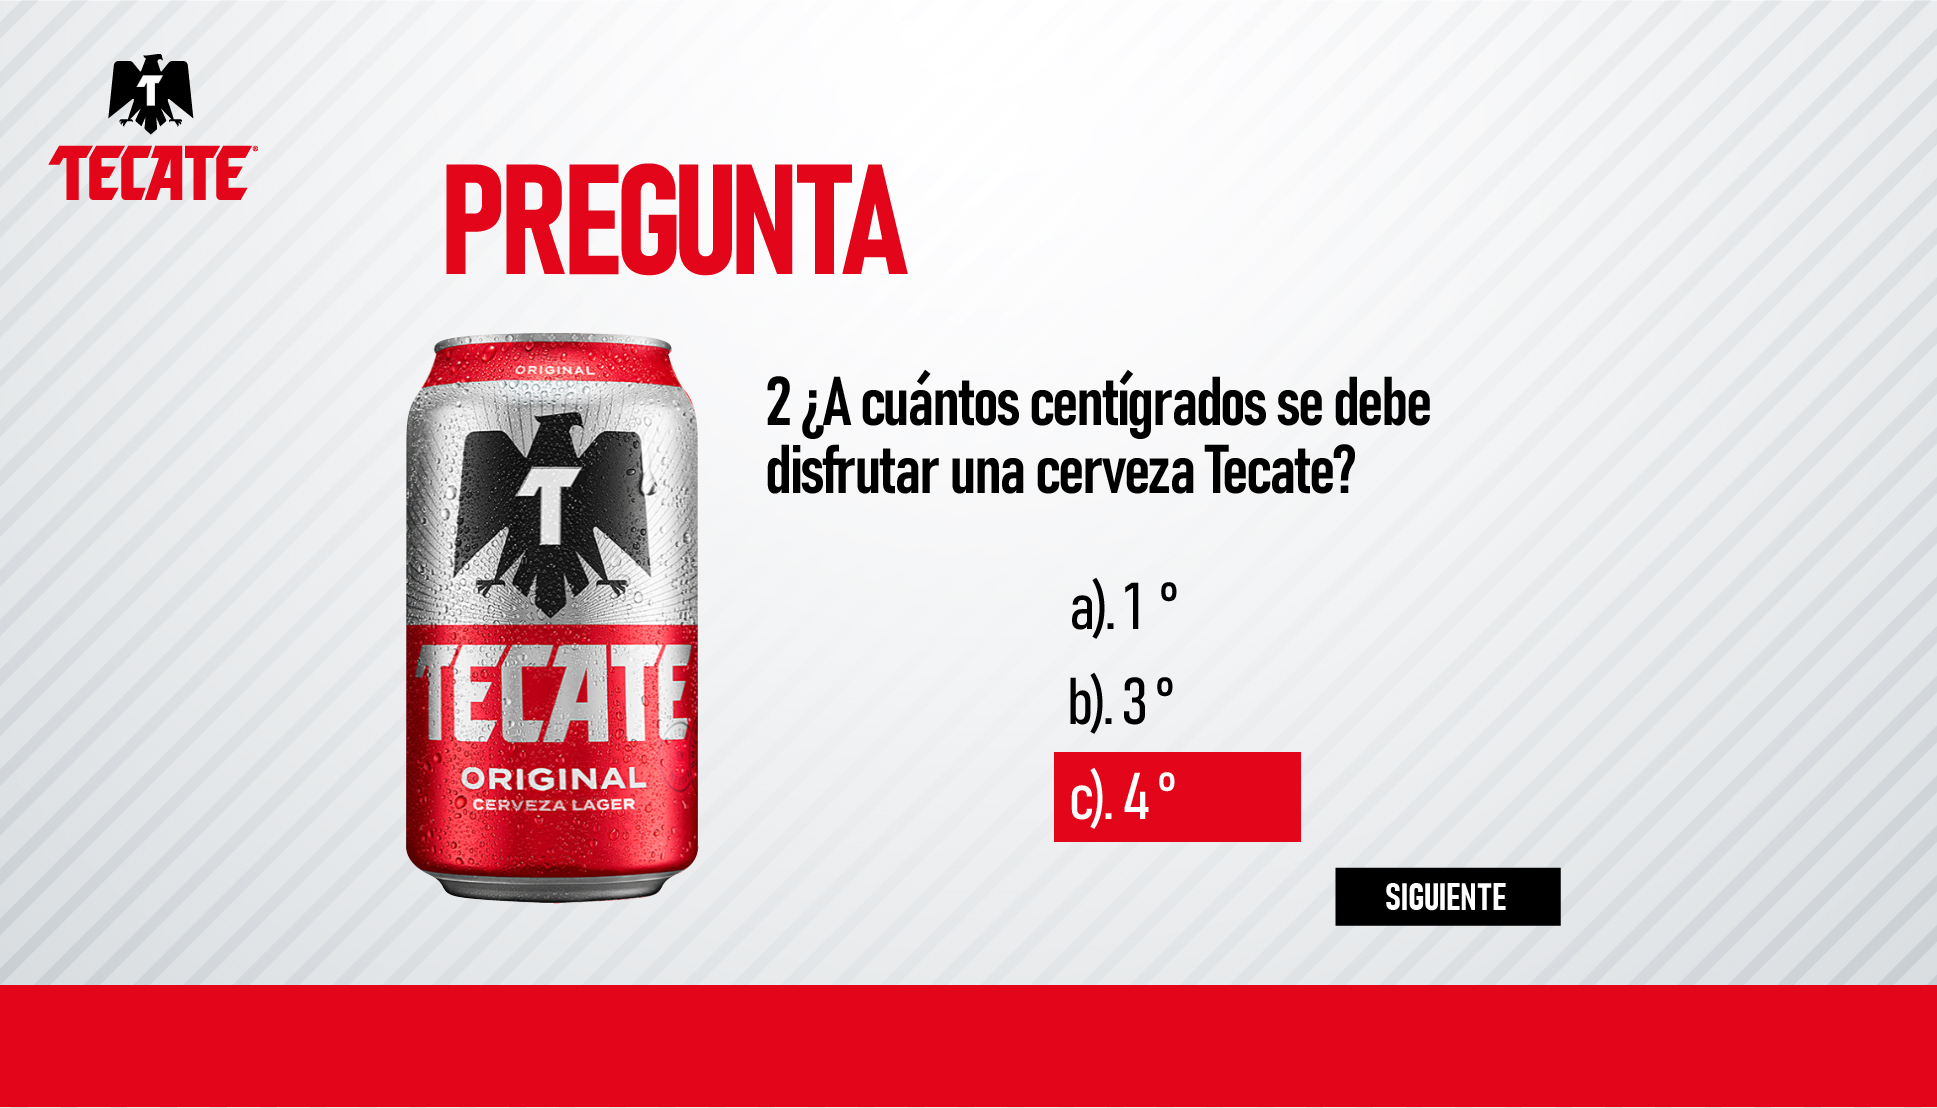 T
TECATE®
PREGUNTA
ORIGINAL
T
TECATE
ORIGINAL
CERVEZA LAGER
2 ¿A cuántos centígrados se debe
disfrutar una cerveza Tecate?
a). 1 º
b). 3 º
c). 4 º
SIGUIENTE